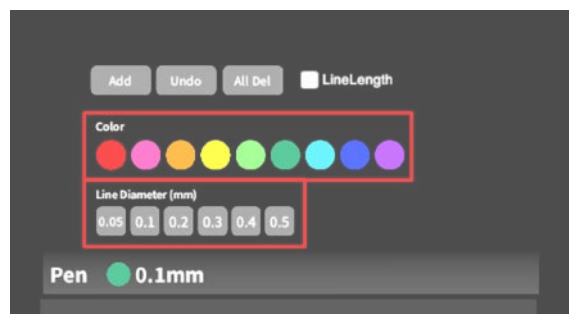 Add Undo All Del LineLength
Color
Line Diameter (mm)
0.05 0.1 0.2 0.3 0.4 0.5
Pen 0.1mm